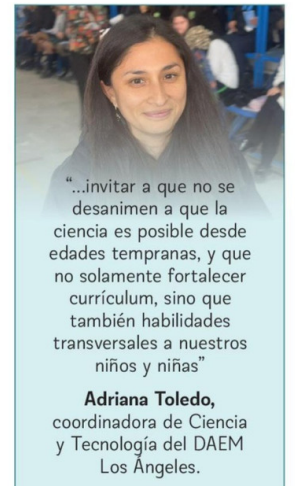 “...invitar a que no se
desanimen a que la
ciencia es posible desde
edades tempranas, y que
no solamente fortalecer
currículum, sino que
también habilidades
transversales a nuestros
niños y niñas”
Adriana Toledo,
coordinadora de Ciencia
y Tecnología del DAEM
Los Ángeles.